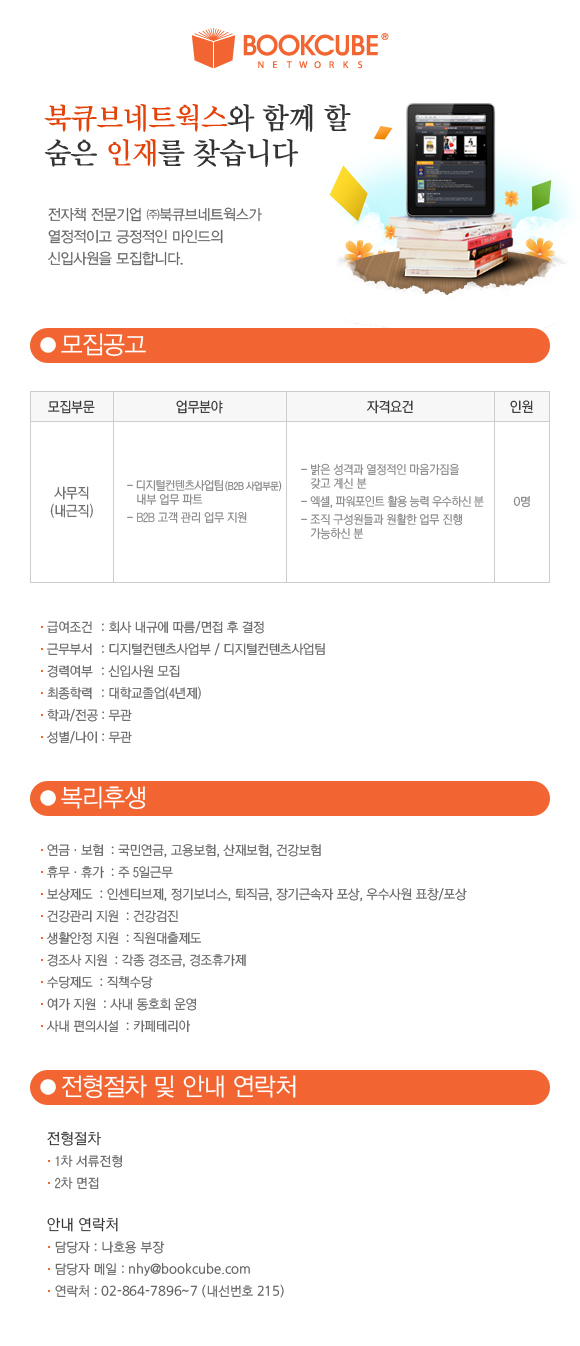 BOOKCUBE®
NETWORKS
북큐브네트웍스와 함께 할
숨은 인재를 찾습니다
전자책 전문기업 ㈜북큐브네트웍스가
열정적이고 긍정적인 마인드의
신입사원을 모집합니다.
● 모집공고
모집부문 업무분야 자격요건 인원
사무직
(내근직)
- 디지털컨텐츠사업팀(B2B 사업부문)
내부 업무 파트
- B2B 고객 관리 업무 지원
- 밝은 성격과 열정적인 마음가짐을
갖고 계신 분
- 엑셀, 파워포인트 활용 능력 우수하신 분
- 조직 구성원들과 원활한 업무 진행
가능하신 분
0명
· 급여조건 : 회사 내규에 따름/면접 후 결정
· 근무부서 : 디지털컨텐츠사업부 / 디지털컨텐츠사업팀
· 경력여부 : 신입사원 모집
· 최종학력 : 대학교졸업(4년제)
· 학과/전공 : 무관
· 성별/나이 : 무관
● 복리후생
· 연금 · 보험 : 국민연금, 고용보험, 산재보험, 건강보험
· 휴무 · 휴가 : 주 5일근무
· 보상제도 : 인센티브제, 정기보너스, 퇴직금, 장기근속자 포상, 우수사원 표창/포상
· 건강관리 지원 : 건강검진
· 생활안정 지원 : 직원대출제도
· 경조사 지원 : 각종 경조금, 경조휴가제
· 수당제도 : 직책수당
· 여가 지원 : 사내 동호회 운영
· 사내 편의시설 : 카페테리아
● 전형절차 및 안내 연락처
전형절차
· 1차 서류전형
· 2차 면접
안내 연락처
· 담당자 : 나호용 부장
· 담당자 메일 : nhy@bookcube.com
· 연락처 : 02-864-7896~7 (내선번호 215)